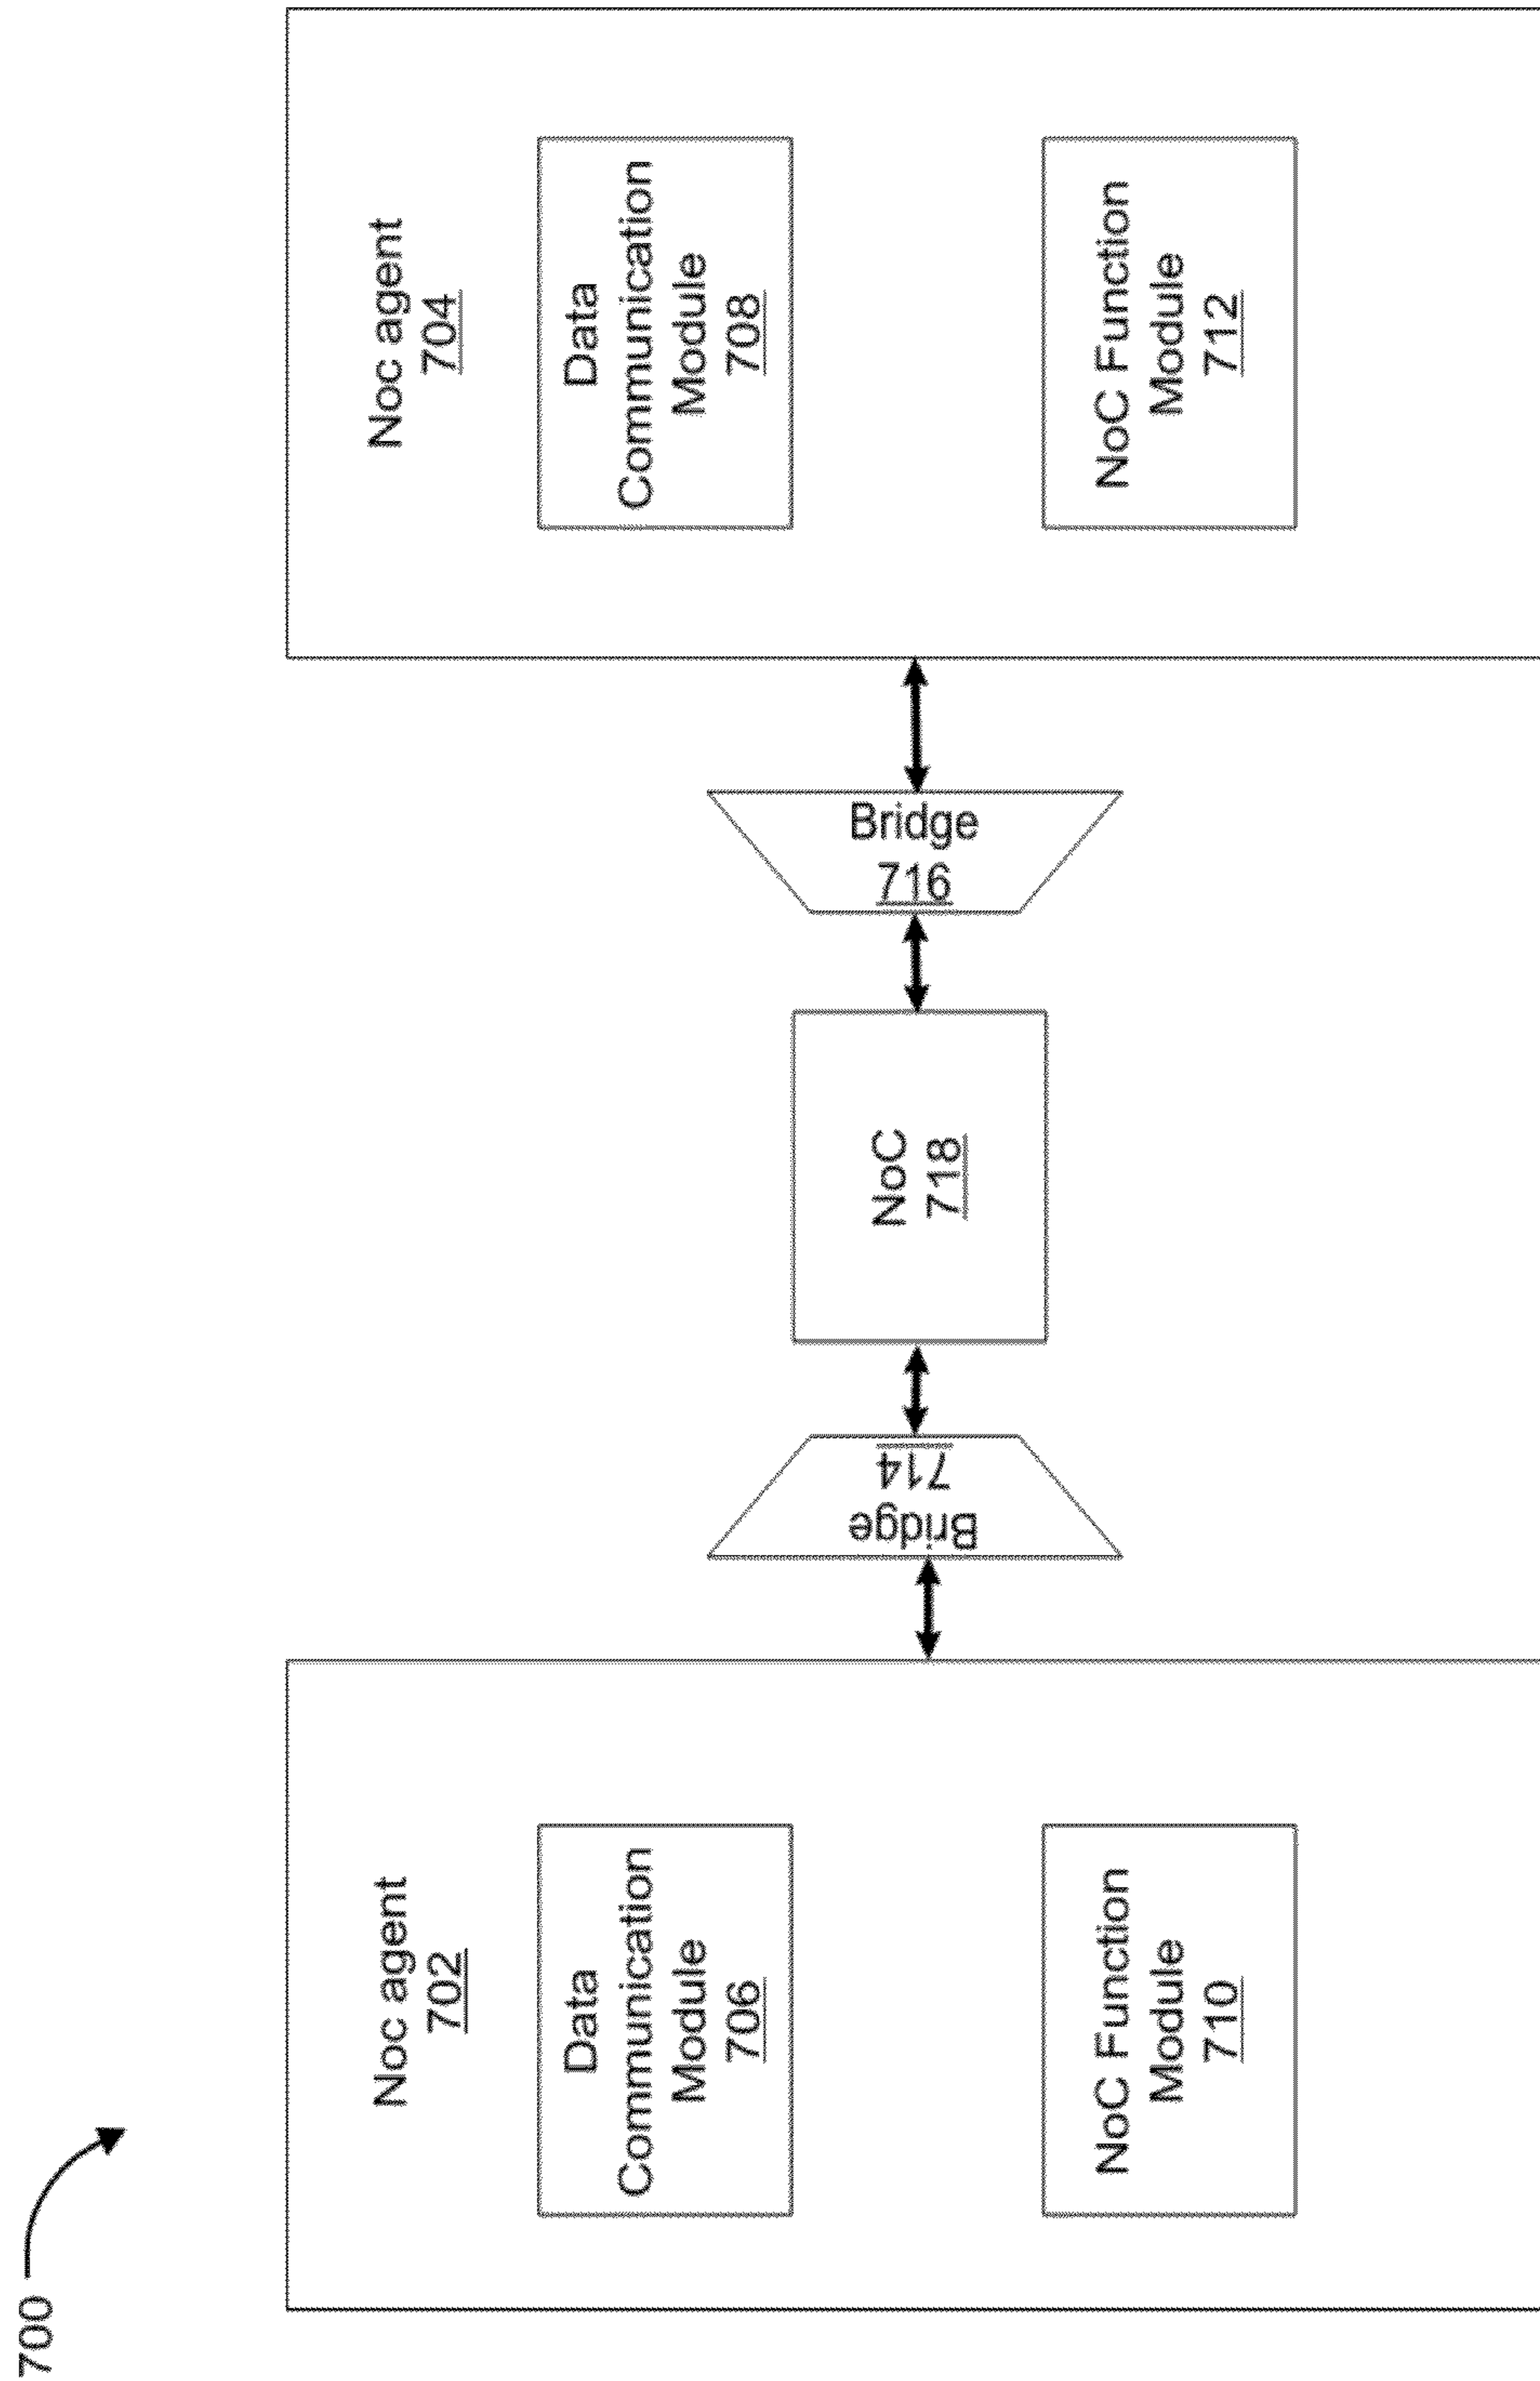 700
Noc agent
702
Data
Communication
Module
706
NoC Function
Module
710
Bridge
714
NoC
718
Bridge
716
Noc agent
704
Data
Communication
Module
708
NoC Function
Module
712